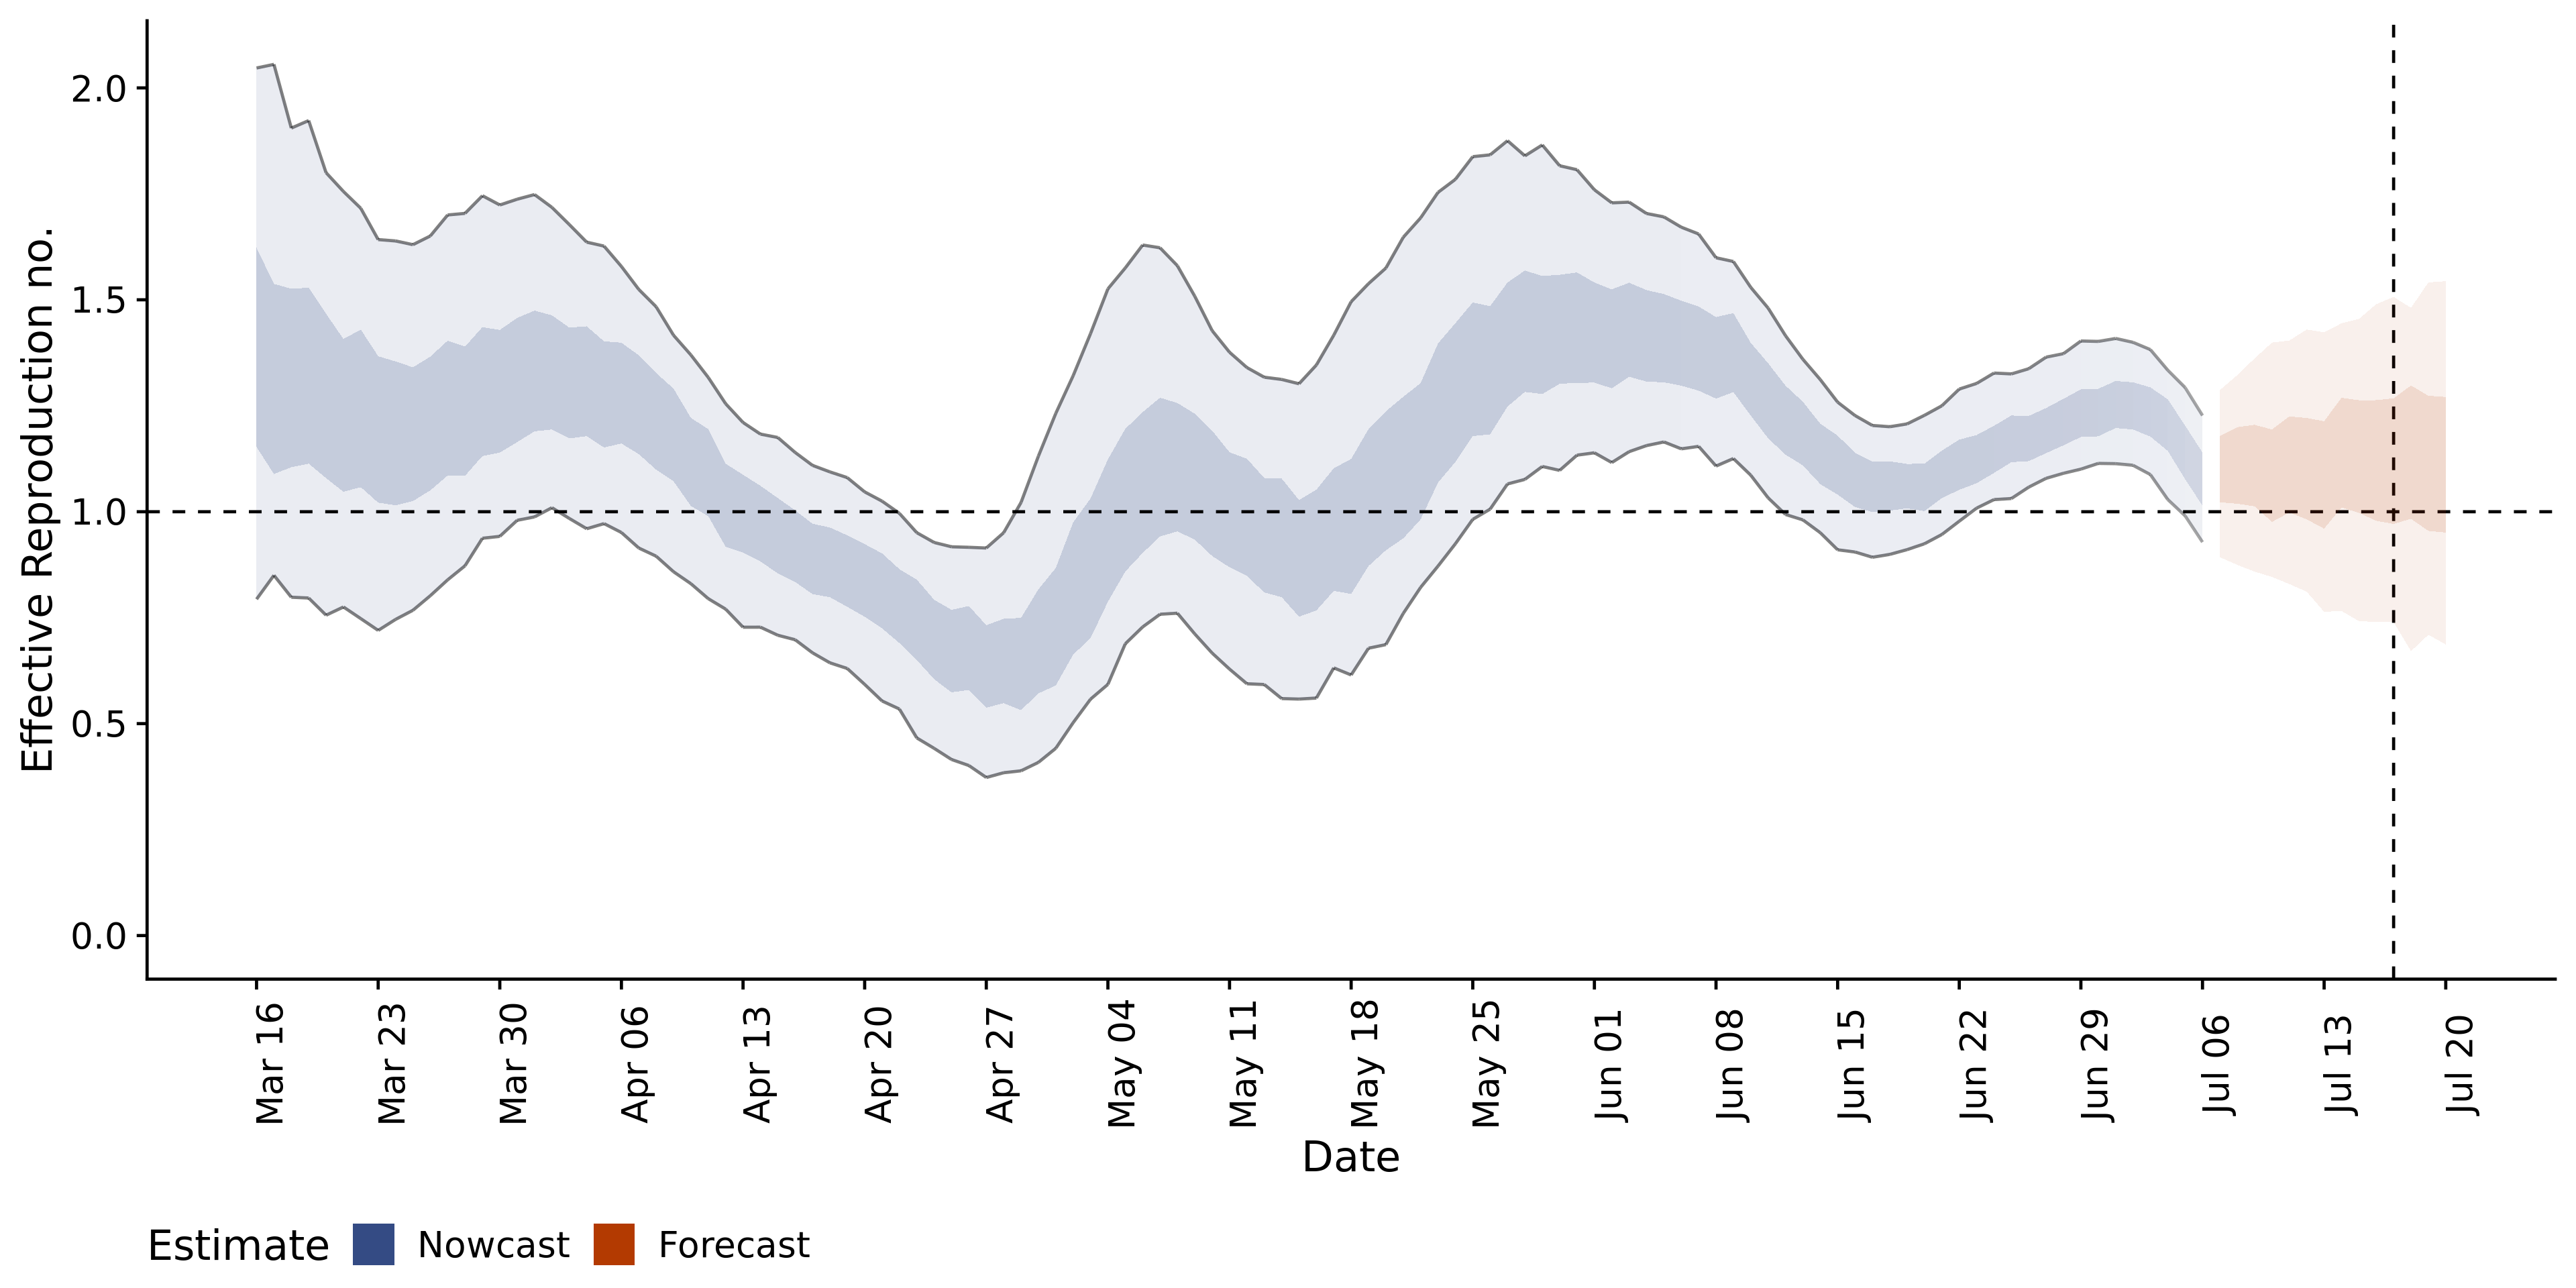 Effective Reproduction no.
2.0
1.5
1.0
0.5
0.0
Mar 16
Mar 23
Mar 30
Apr 06
Apr 13
Apr 20
Apr 27
May 04
May 11
May 18
May 25
Jun 01
Jun 08
Jun 15
Jun 22
Jun 29
Jul 06
Jul 13
Jul 20
Date
Estimate Nowcast Forecast